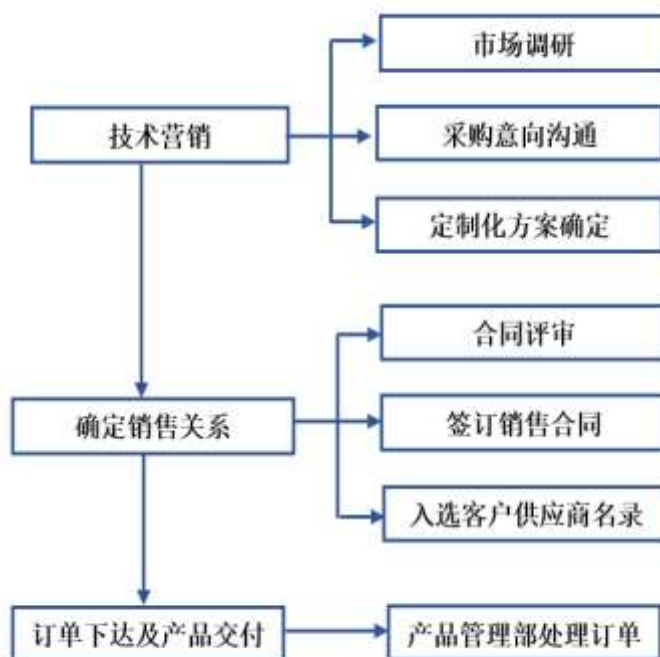 市场调研
技术营销
采购意向沟通
定制化方案确定
合同评审
确定销售关系
签订销售合同
入选客户供应商名录
订单下达及产品交付
产品管理部处理订单